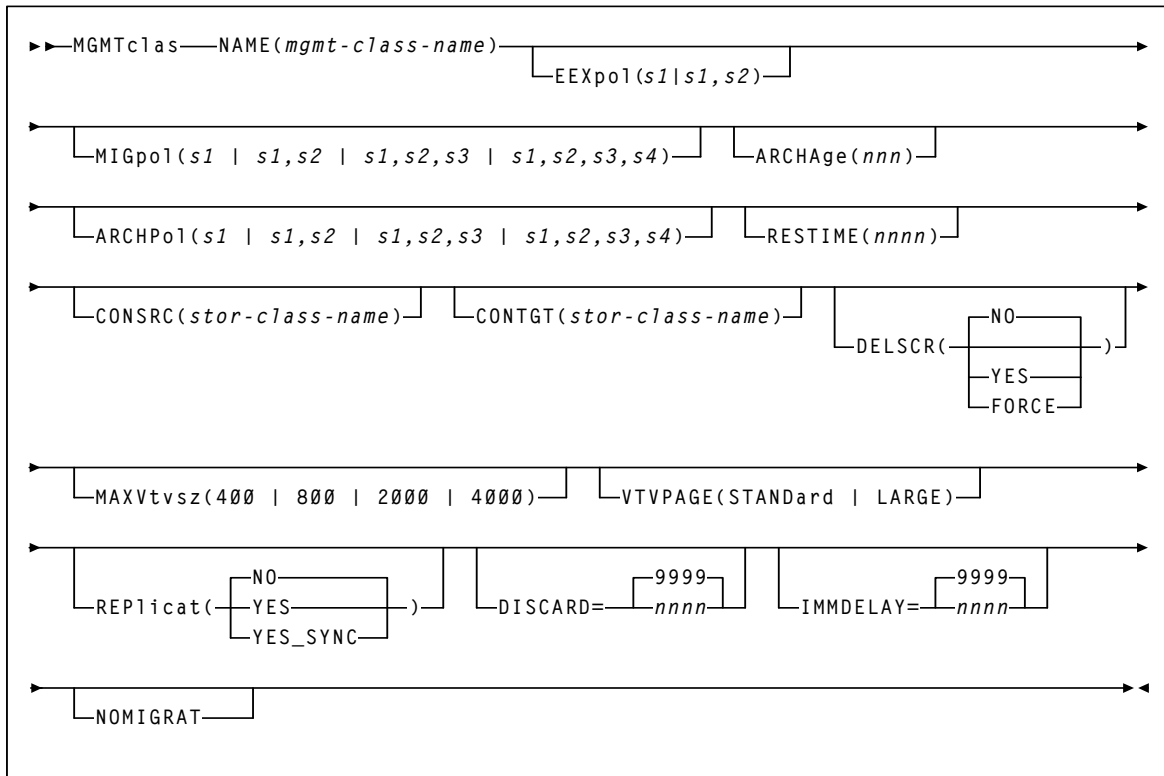 MGMTclas NAME(mgmt-class-name)
EEXpol(s1|s1,s2)
MIGpol(s1 | s1,s2 | s1,s2,s3 | s1,s2,s3,s4) ARCHAge(nnn)
ARCHPol(s1 | s1,s2 | s1,s2,s3 | s1,s2,s3,s4) RESTIME(nnnn)
CONSRC(stor-class-name) CONTGT(stor-class-name) NO
DELSCR( )
YES
FORCE
MAXVtvsz(400 | 800 | 2000 | 4000) VTVPAGE(STANDard | LARGE)
NO 9999 9999
REPlicat( YES ) DISCARD= nnnn IMMDELAY= nnnn
YES_SYNC
NOMIGRAT